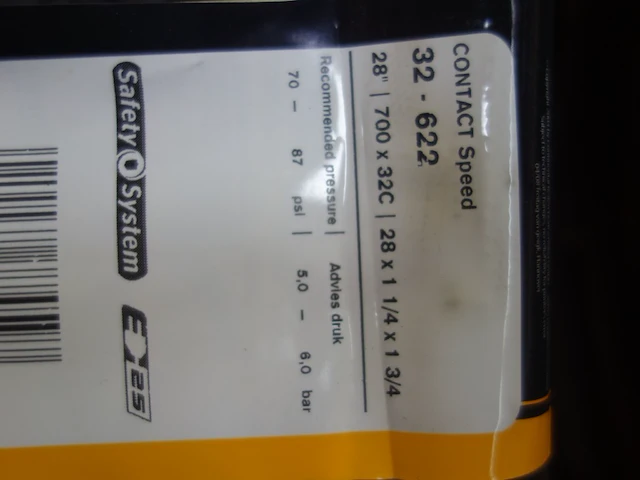 CONTACT Speed
32 - 622
28" | 700 x 32C | 28 x 1 1/4 x 1 3/4
Recommended pressure | Advies druk
70 - 87 psi | 5,0 - 6,0 bar
Safety System E 25